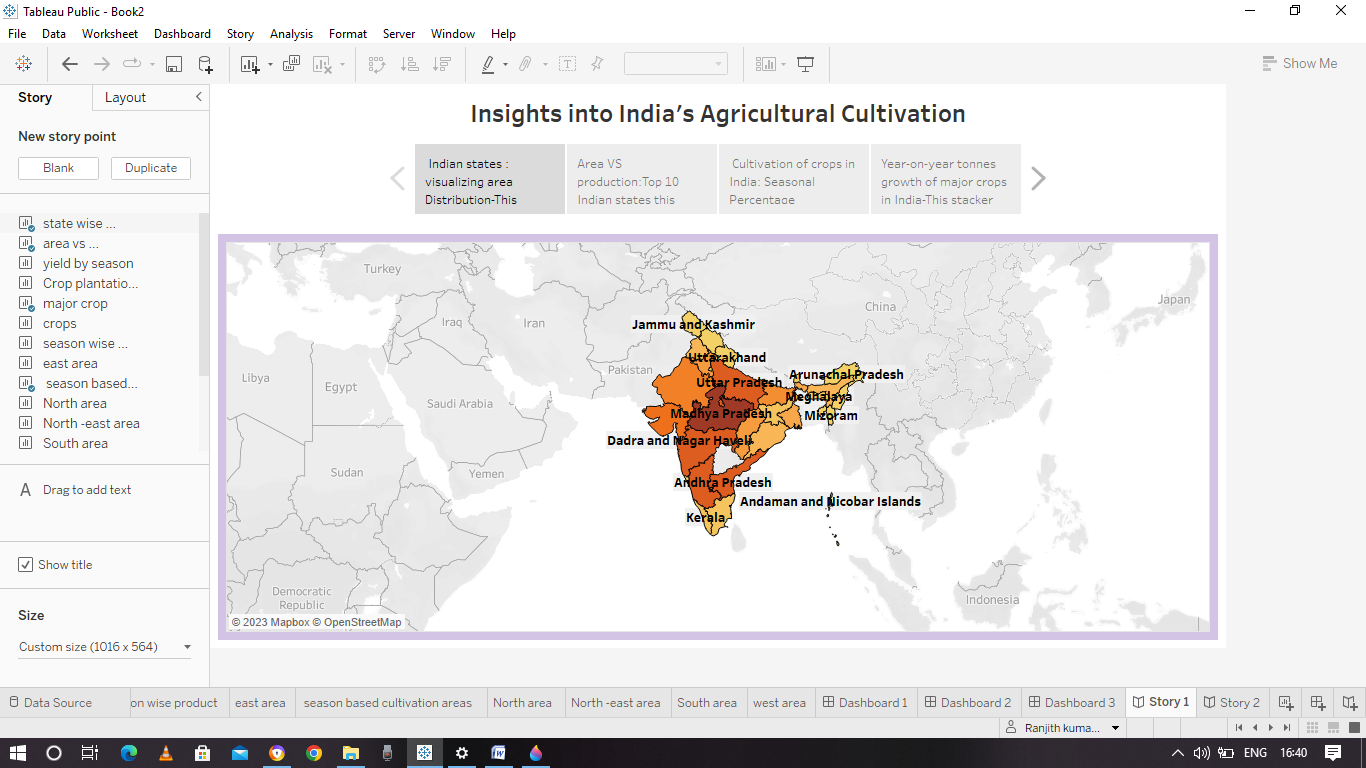 Tableau Public - Book2
File Data Worksheet Dashboard Story Analysis Format Server Window Help
Show Me
Story Layout
New story point
Blank Duplicate
state wise ...
area vs ...
yield by season
Crop plantatio...
major crop
crops
season wise ...
east area
season based...
North area
North -east area
South area
A Drag to add text
Show title
Size
Custom size (1016 x 564)
Insights into India's Agricultural Cultivation
Indian states :
visualizing area
Distribution-This
Area VS
production:Top 10
Indian states this
Cultivation of crops in
India: Seasonal
Percentage
Year-on-year tonnes
growth of major crops
in India-This stacker
Turkey
China
Japan
Iraq
Iran
Jammu and Kashmir
Uttarakhand
Pakistan
Arunachal Pradesh
Libya
Egypt
Uttar Pradesh
Meghalaya
Saudi Arabia
Madhya Pradesh
Mizoram
Dadra and Nagar Haveli
Sudan
Yemen
Andhra Pradesh
Andaman and Nicobar Islands
Kerala
Democratic
Republic
Indonesia
© 2023 Mapbox © OpenStreetMap
Data Source on wise product east area season based cultivation areas North area North -east area South area west area Dashboard 1 Dashboard 2 Dashboard 3 Story 1 Story 2
Ranjith kuma...
ENG 16:40